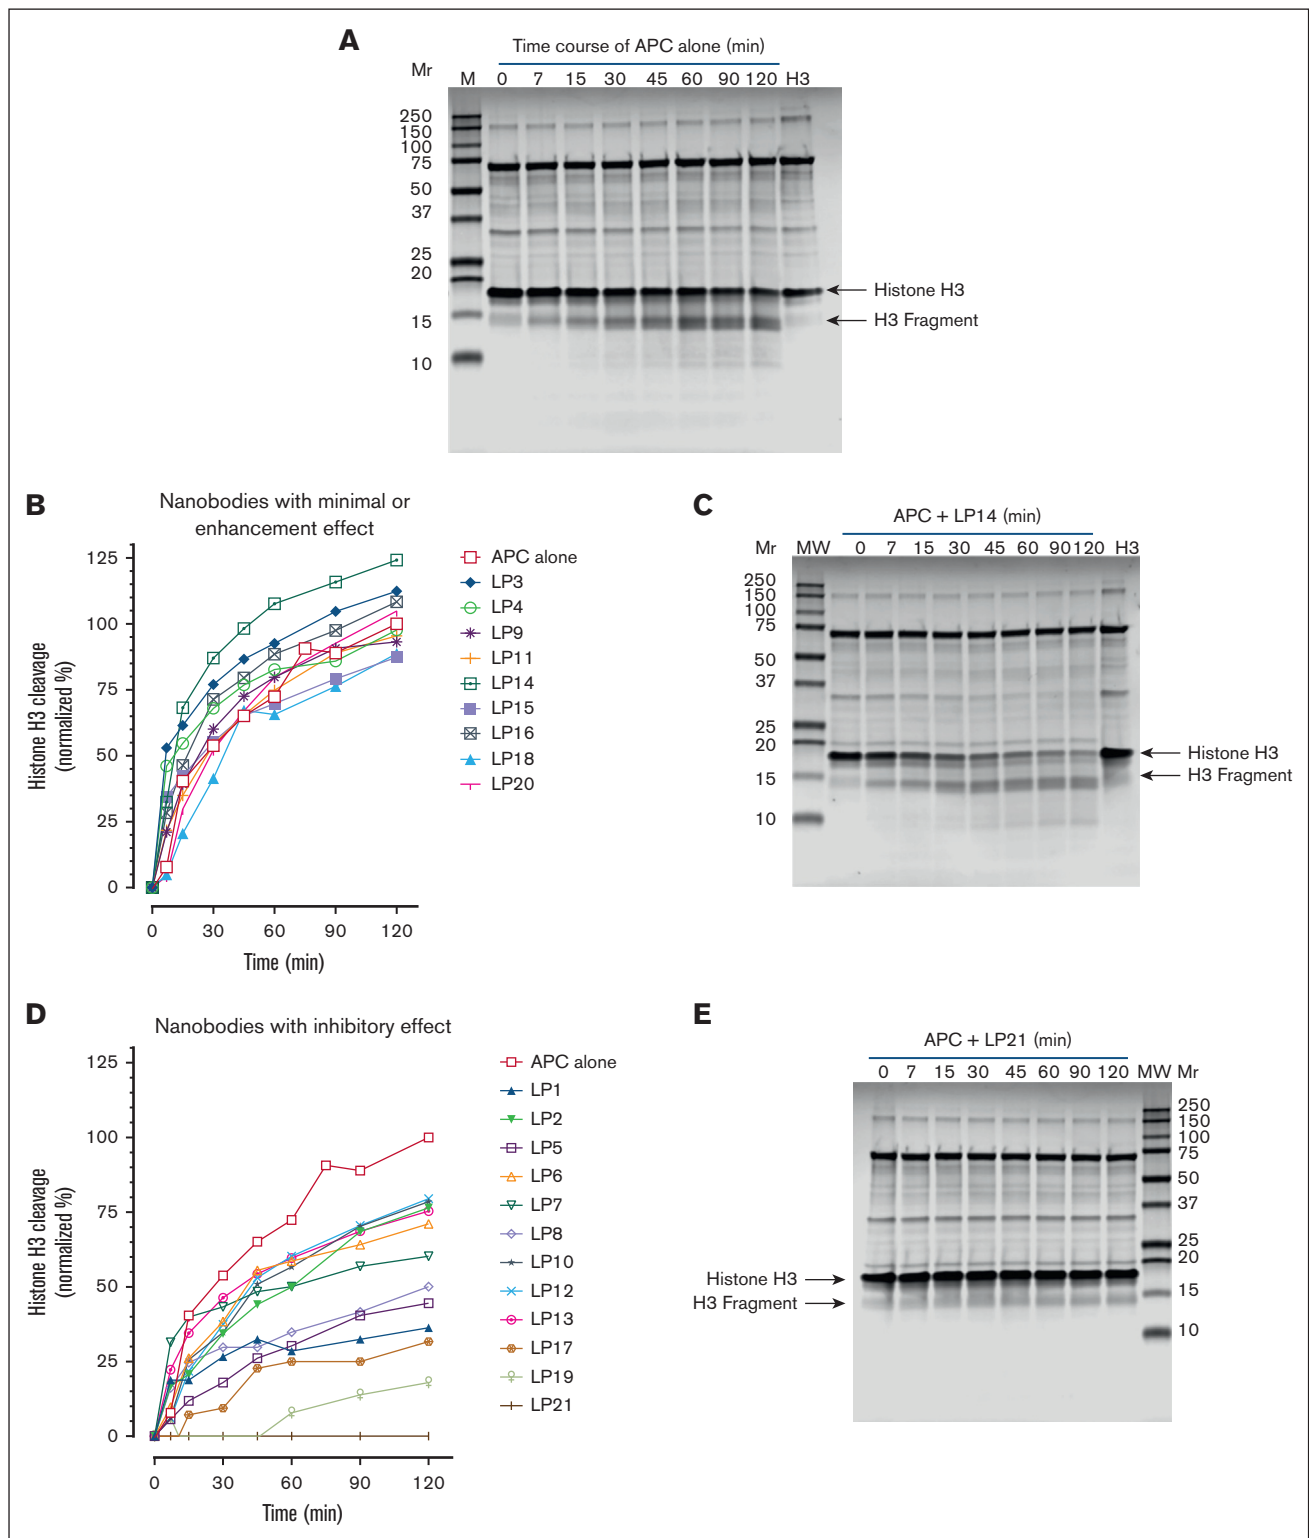 A
Time course of APC alone (min)
Mr
M 0 7 15 30 45 60 90 120 H3
250
150
100
75
50
37
25
20
15
10
Histone H3
H3 Fragment
B
Nanobodies with minimal or
enhancement effect
Histone H3 cleavage
(normalized %)
125
100
75
50
25
0
0 30 60 90 120
Time (min)
APC alone
LP3
LP4
LP9
LP11
LP14
LP15
LP16
LP18
LP20
C
APC + LP14 (min)
Mr MW 0 7 15 30 45 60 90 120 H3
250
150
100
75
50
37
25
20
15
10
Histone H3
H3 Fragment
D
Nanobodies with inhibitory effect
Histone H3 cleavage
(normalized %)
125
100
75
50
25
0
0 30 60 90 120
Time (min)
APC alone
LP1
LP2
LP5
LP6
LP7
LP8
LP10
LP12
LP13
LP17
LP19
LP21
E
APC + LP21 (min)
0 7 15 30 45 60 90 120 MW Mr
250
150
100
75
50
37
25
20
15
10
Histone H3
H3 Fragment